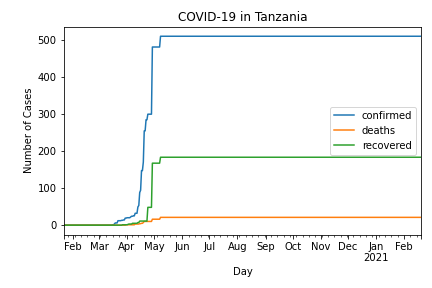 COVID-19 in Tanzania
Number of Cases
500
400
300
200
100
0
confirmed
deaths
recovered
Feb Mar Apr May Jun Jul Aug Sep Oct Nov Dec Jan Feb
2021
Day